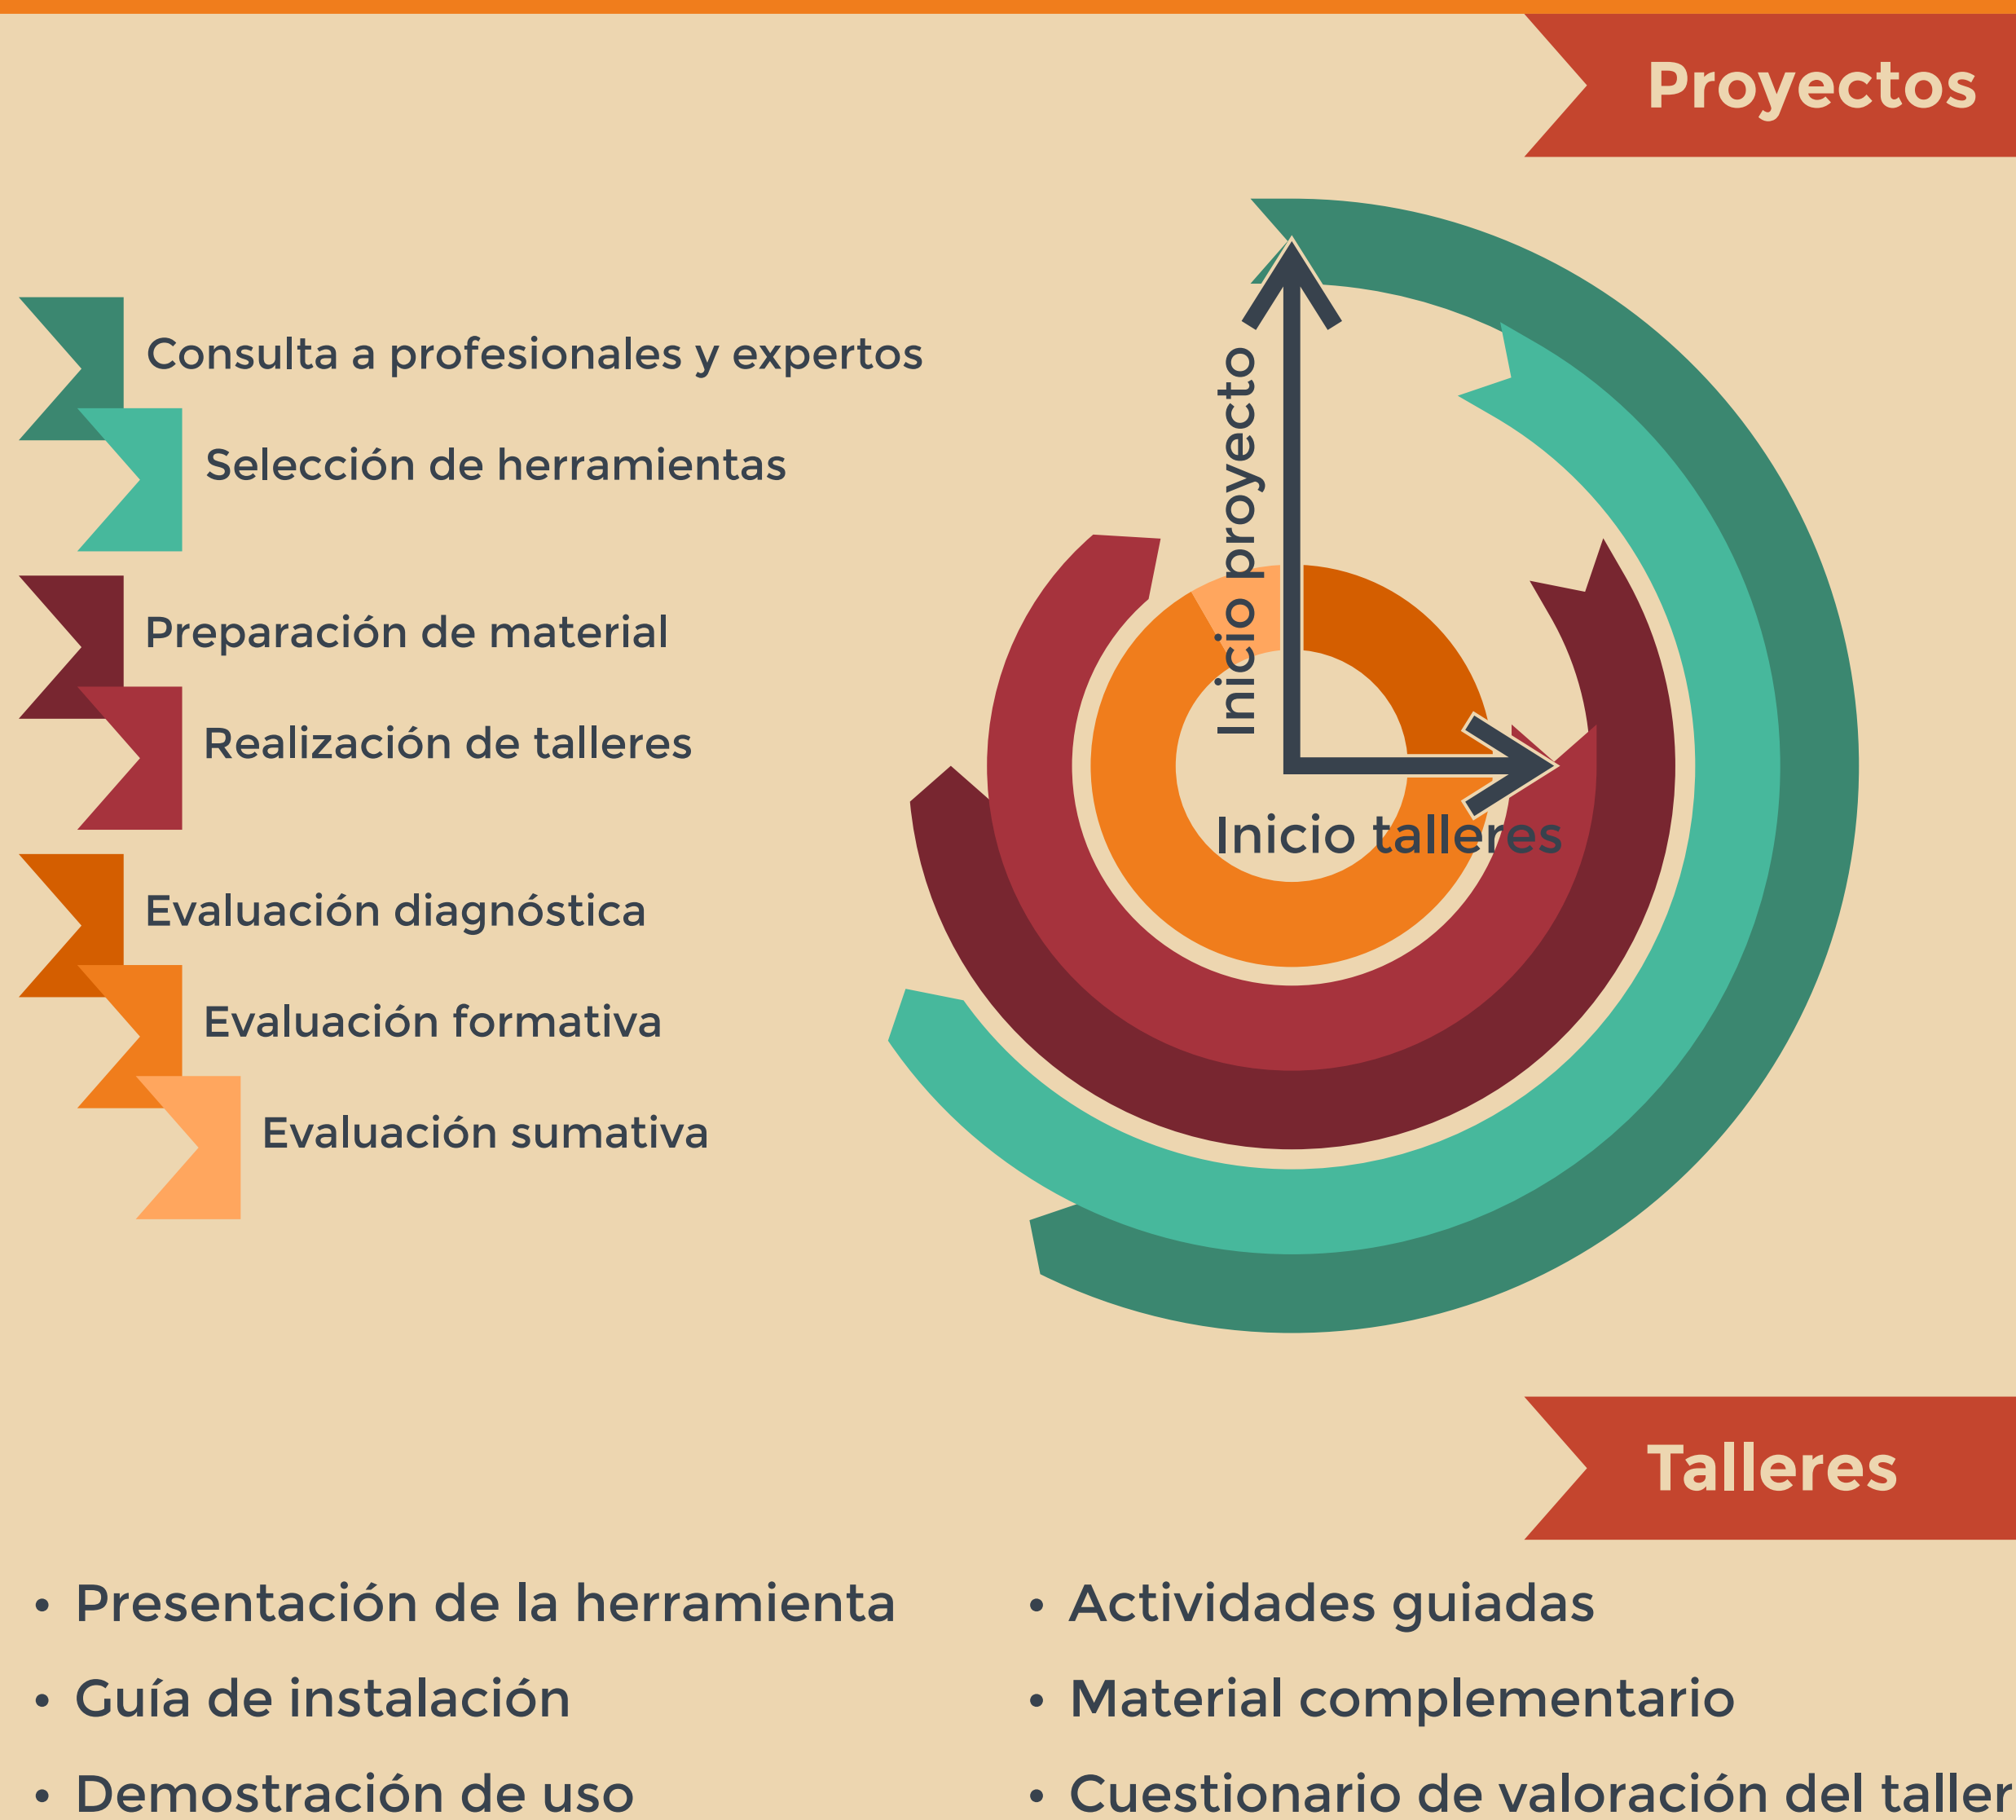 Proyectos
Consulta a profesionales y expertos
Selección de herramientas
Preparación de material
Realización de talleres
Evaluación diagnóstica
Evaluación formativa
Evaluación sumativa
Inicio proyecto
Inicio talleres
Talleres
• Presentación de la herramienta
• Guía de instalación
• Demostración de uso
• Actividades guiadas
• Material complementario
• Cuestionario de valoración del taller